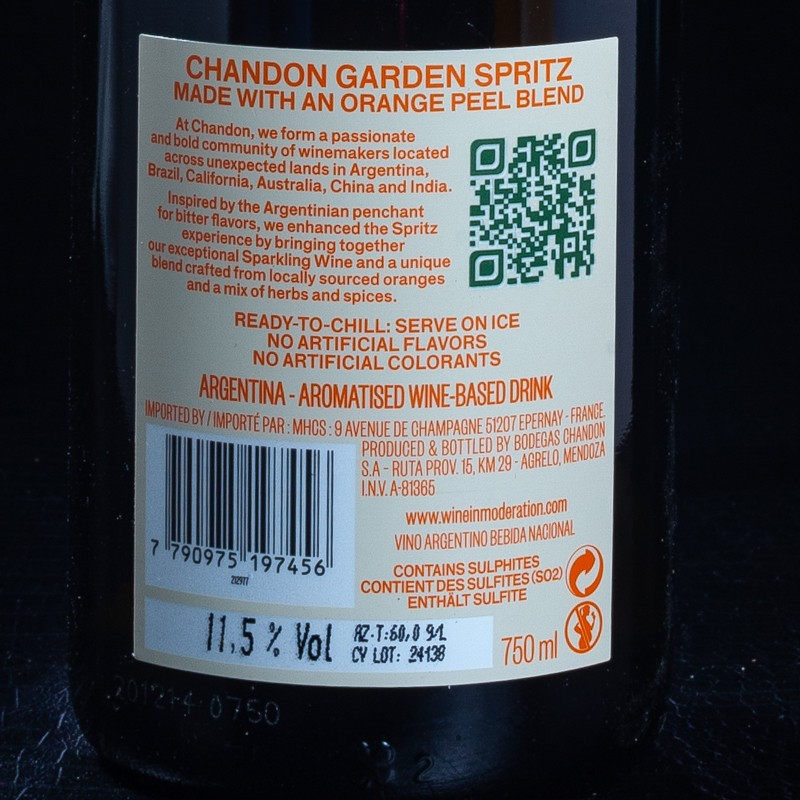 CHANDON GARDEN SPRITZ
MADE WITH AN ORANGE PEEL BLEND
At Chandon, we form a passionate
and bold community of winemakers located
across unexpected lands in Argentina,
Brazil, California, Australia, China and India.
Inspired by the Argentinian penchant
for bitter flavors, we enhanced the Spritz
experience by bringing together
our exceptional Sparkling Wine and a unique
blend crafted from locally sourced oranges
and a mix of herbs and spices.
READY-TO-CHILL: SERVE ON ICE
NO ARTIFICIAL FLAVORS
NO ARTIFICIAL COLORANTS
ARGENTINA - AROMATISED WINE-BASED DRINK
IMPORTED BY / IMPORTÉ PAR : MHCS : 9 AVENUE DE CHAMPAGNE 51207 EPERNAY - FRANCE.
PRODUCED & BOTTLED BY BODEGAS CHANDON
S.A - RUTA PROV. 15, KM 29 - AGRELO, MENDOZA
I.N.V. A-81365
www.wineinmoderation.com
VINO ARGENTINO BEBIDA NACIONAL
7 790975 197456
CONTAINS SULPHITES
CONTIENT DES SULFITES (SO2)
ENTHÄLT SULFITE
11,5 % Vol
AZ-T:60,0 g/L
CY LOT: 24138
750 ml
0750
2